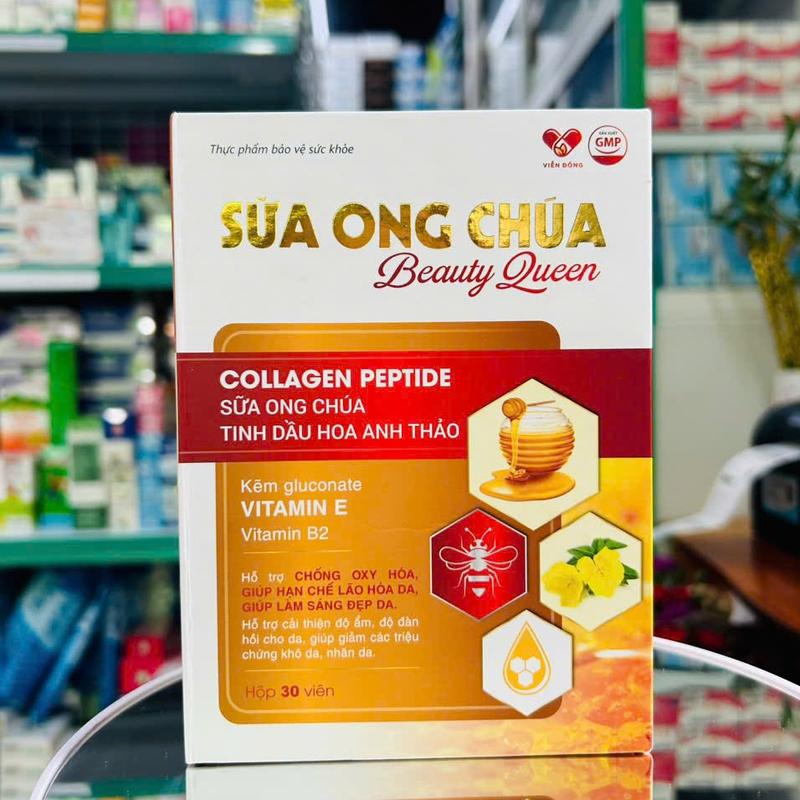 Thực phẩm bảo vệ sức khỏe
VIỄN ĐÔNG
SẢN XUẤT
GMP
SỮA ONG CHÚA
Beauty Queen
COLLAGEN PEPTIDE
SỮA ONG CHÚA
TINH DẦU HOA ANH THẢO
Kẽm gluconate
VITAMIN E
Vitamin B2
Hỗ trợ CHỐNG OXY HÓA,
GIÚP HẠN CHẾ LÃO HÓA DA,
GIÚP LÀM SÁNG ĐẸP DA.
Hỗ trợ cải thiện độ ẩm, độ đàn
hồi cho da, giúp giảm các triệu
chứng khô da, nhăn da.
Hộp 30 viên